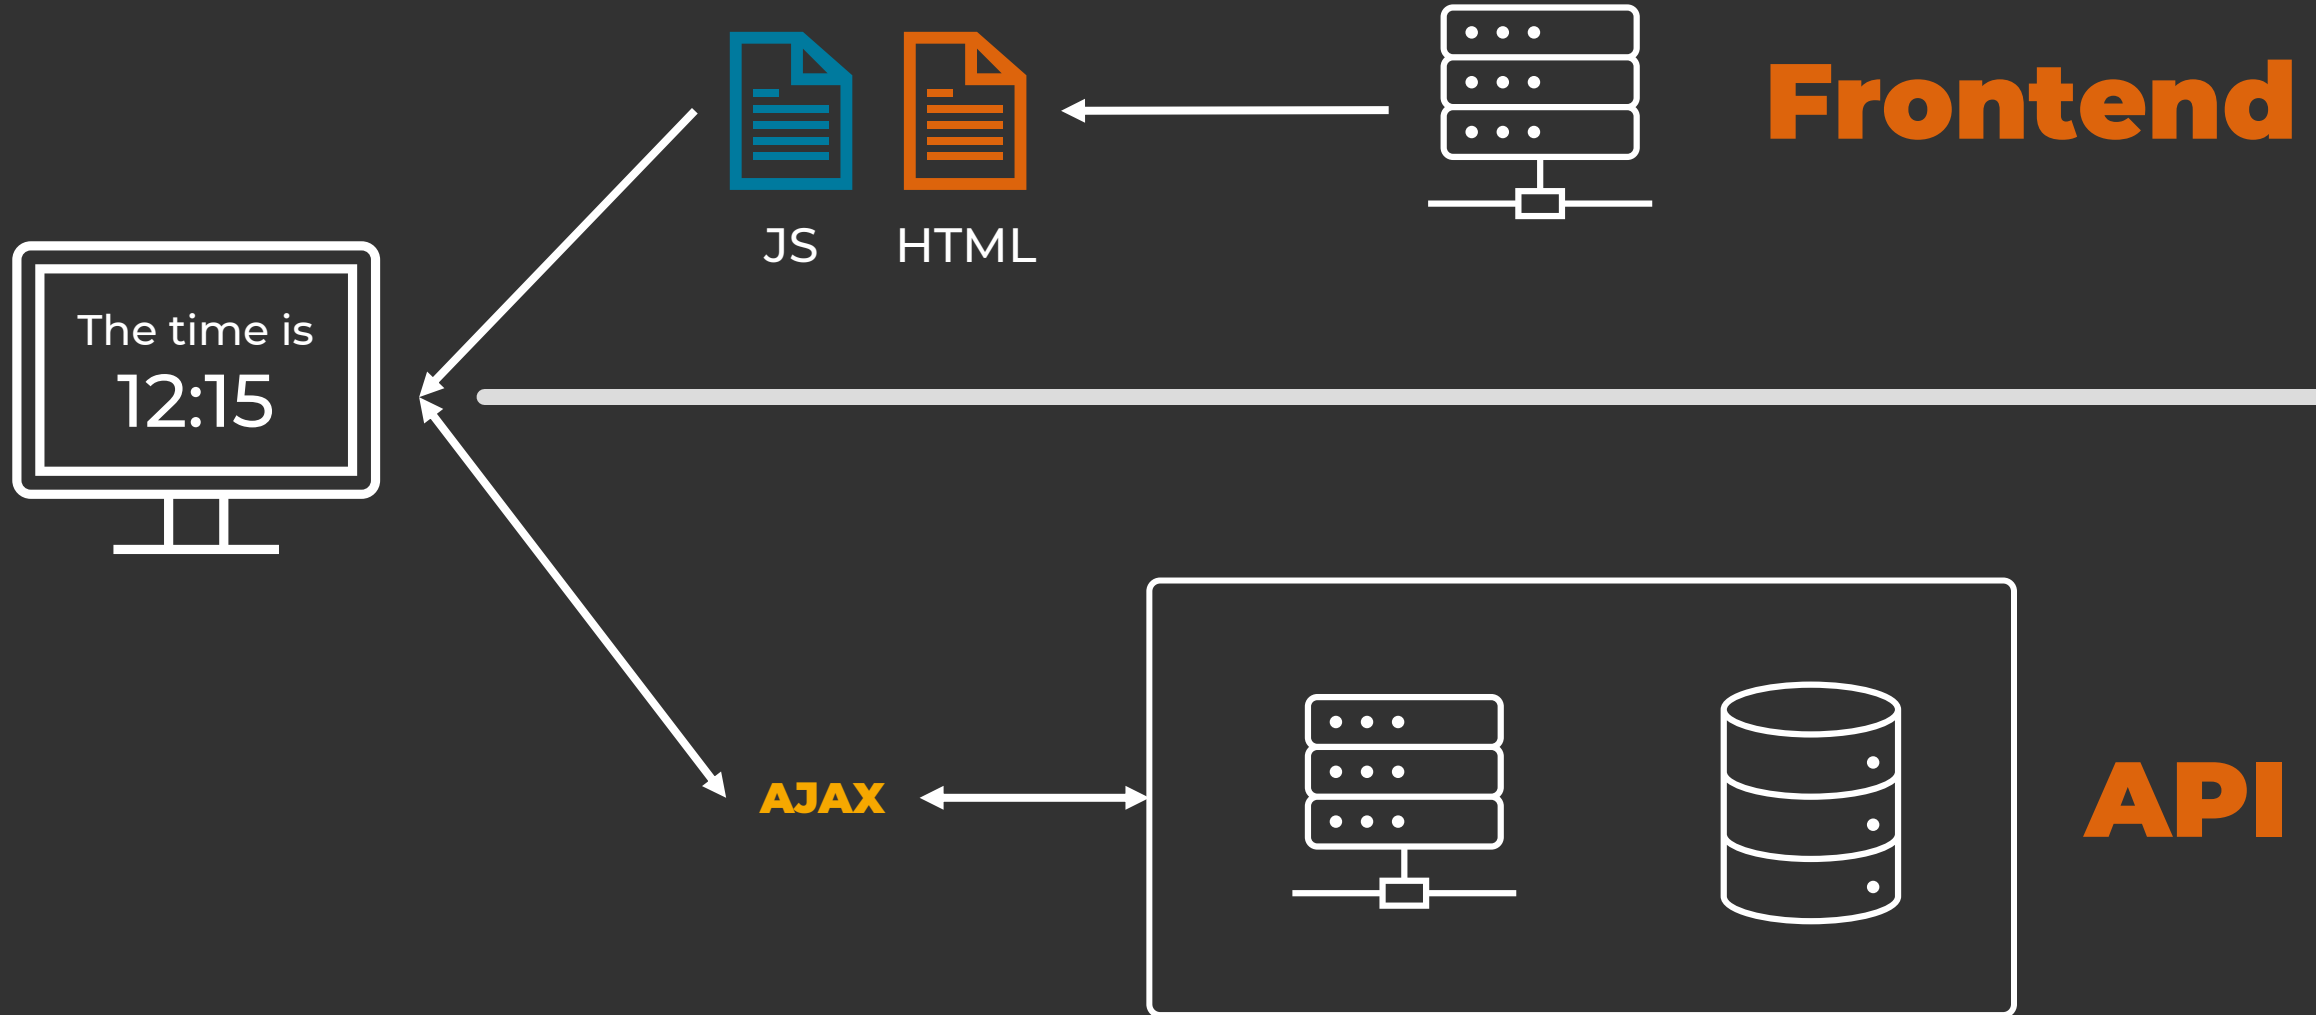 Frontend
JS
HTML
The time is
12:15
AJAX
API